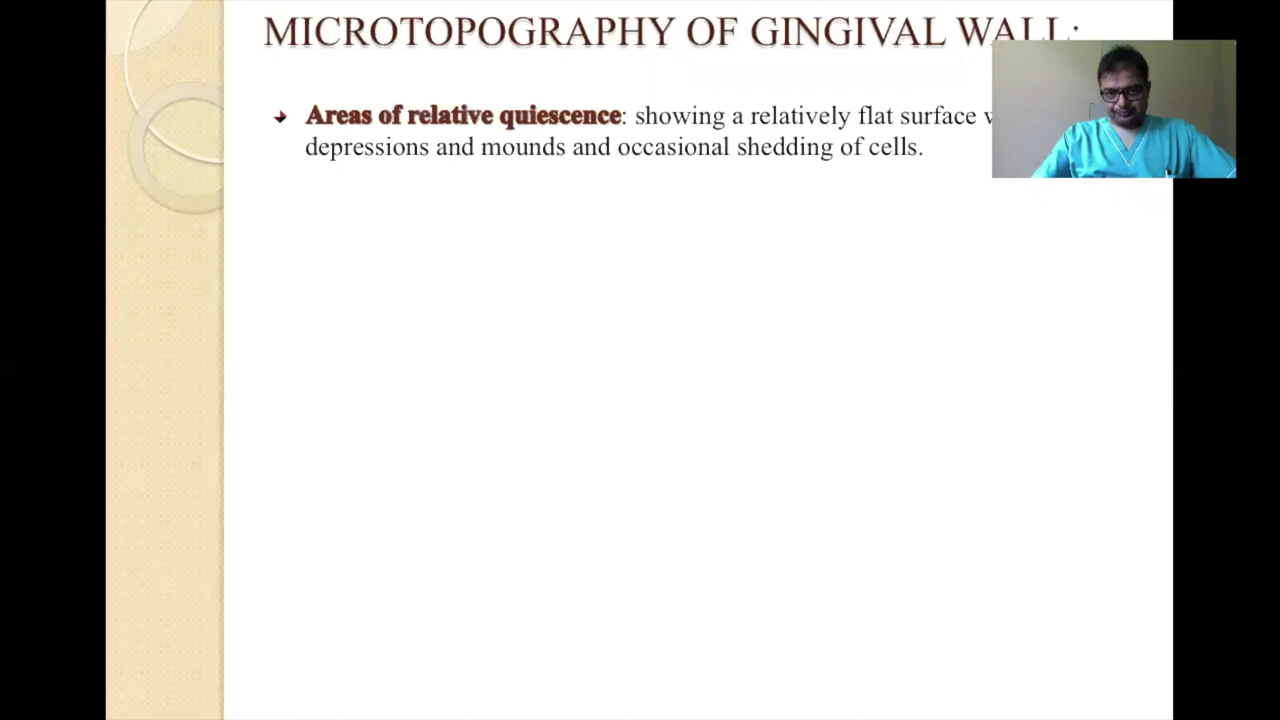 MICROTOPOGRAPHY OF GINGIVAL WALL:
Areas of relative quiescence: showing a relatively flat surface
depressions and mounds and occasional shedding of cells.